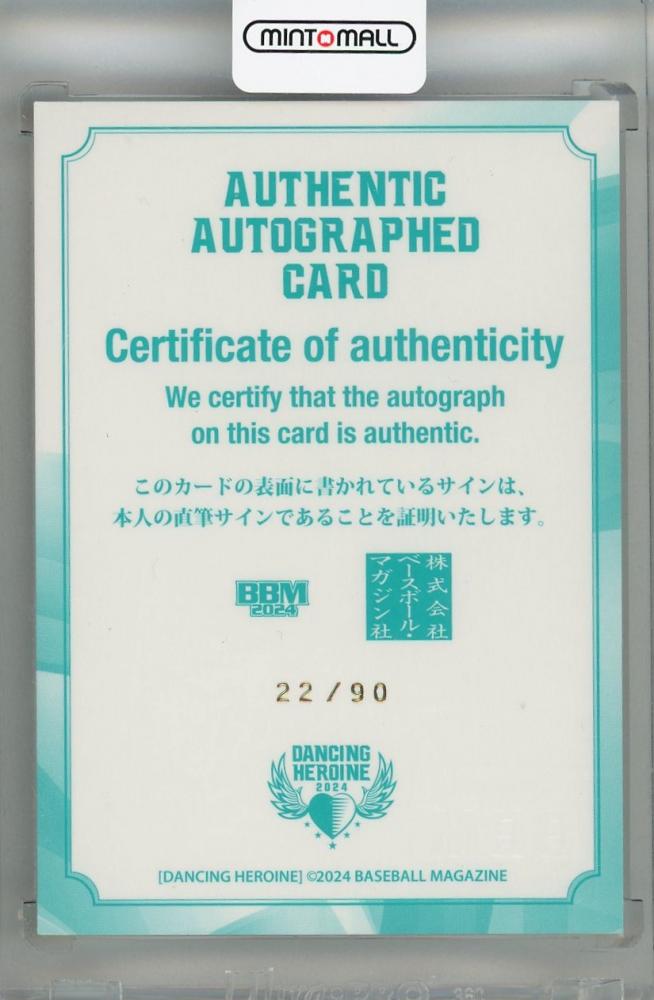 MINT MALL
AUTHENTIC
AUTOGRAPHED
CARD
Certificate of authenticity
We certify that the autograph
on this card is authentic.
このカードの表面に書かれているサインは、
本人の直筆サインであることを証明いたします。
BBM
2024
株式会社
ベースボール・
マガジン社
22/90
DANCING
HEROINE
2024
[DANCING HEROINE] ©2024 BASEBALL MAGAZINE